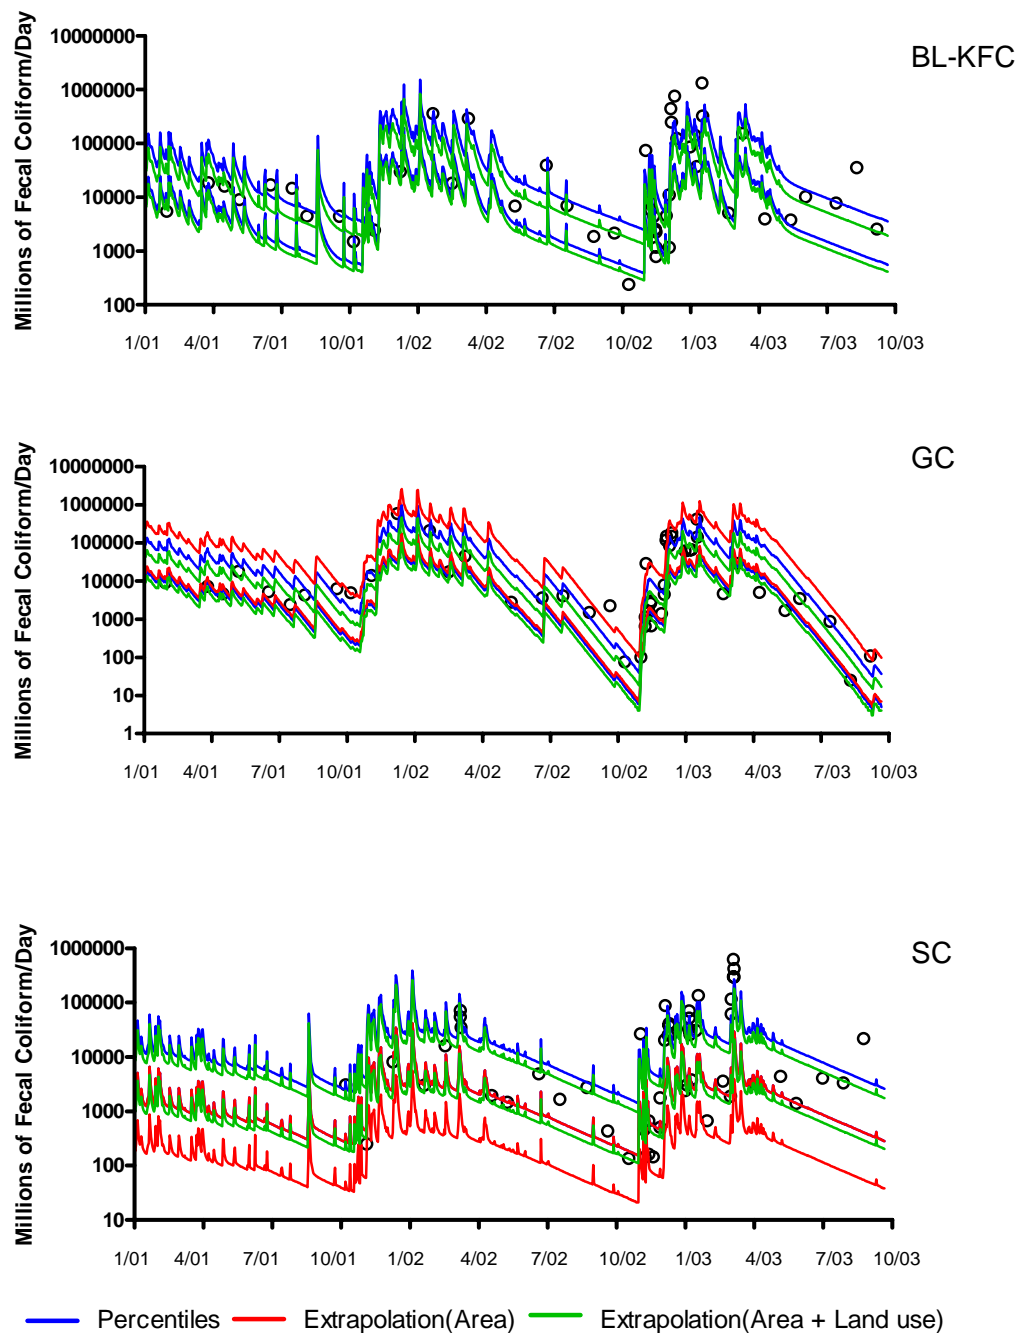 BL-KFC
Millions of Fecal Coliform/Day
10000000
1000000
100000
10000
1000
100
1/01 4/01 7/01 10/01 1/02 4/02 7/02 10/02 1/03 4/03 7/03 10/03
GC
Millions of Fecal Coliform/Day
10000000
1000000
100000
10000
1000
100
10
1
1/01 4/01 7/01 10/01 1/02 4/02 7/02 10/02 1/03 4/03 7/03 10/03
SC
Millions of Fecal Coliform/Day
1000000
100000
10000
1000
100
10
1/01 4/01 7/01 10/01 1/02 4/02 7/02 10/02 1/03 4/03 7/03 10/03
Percentiles Extrapolation(Area) Extrapolation(Area + Land use)